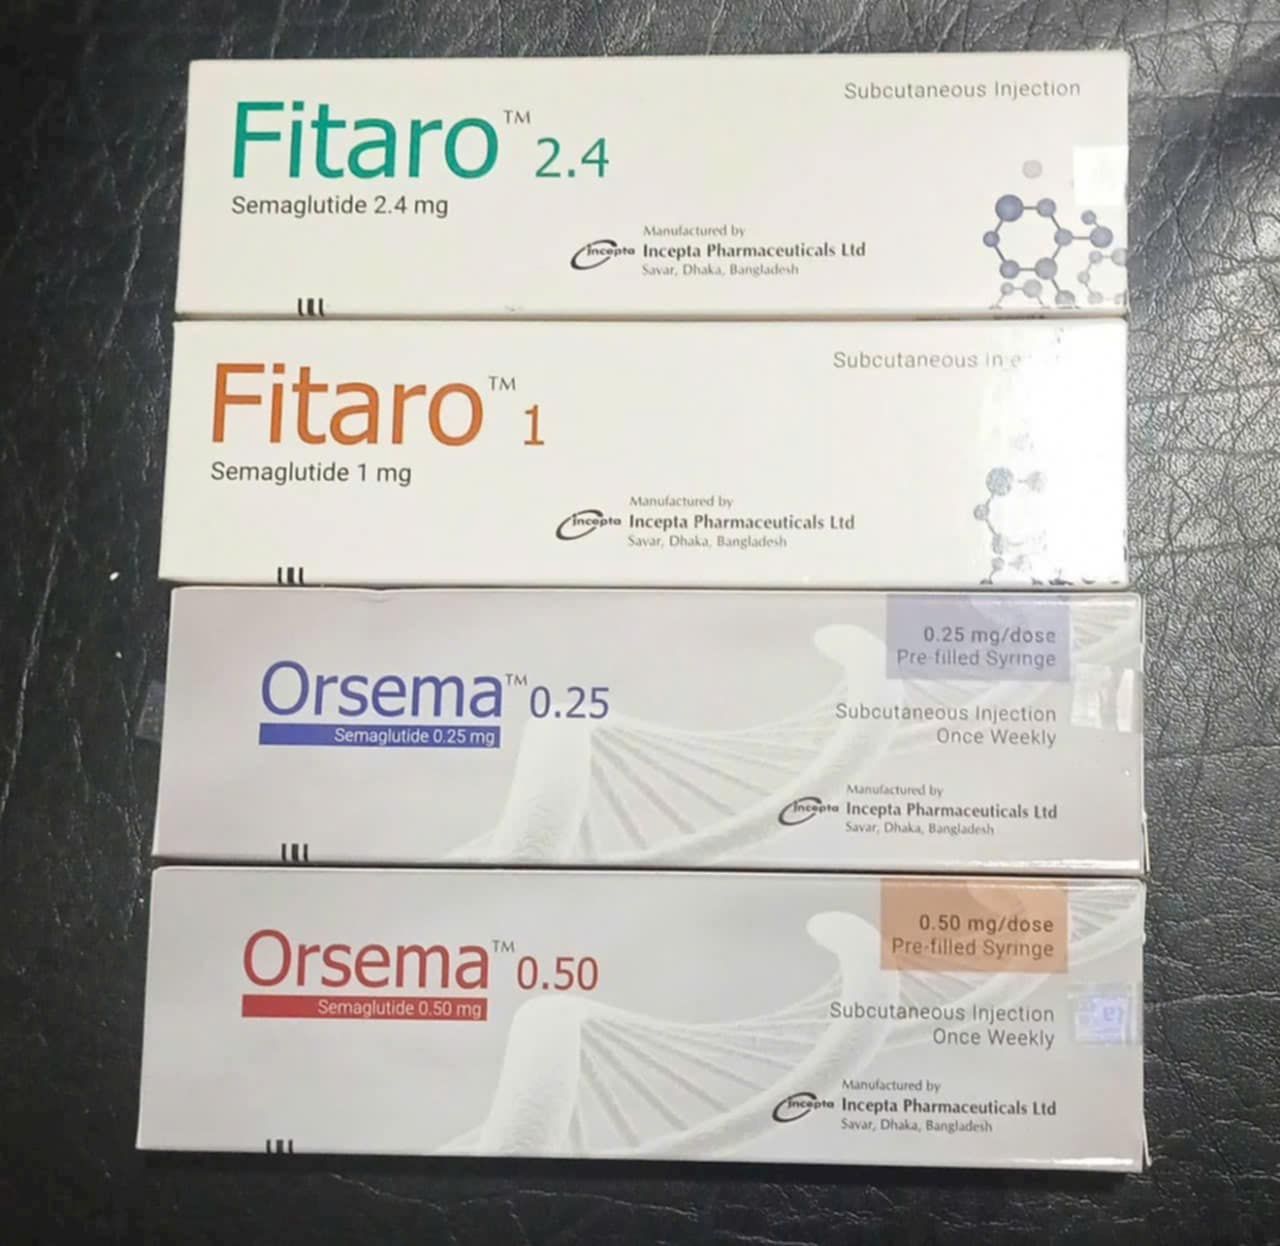 Fitaro™ 2.4
Subcutaneous Injection
Semaglutide 2.4 mg
Manufactured by
Incepta Incepta Pharmaceuticals Ltd
Savar, Dhaka, Bangladesh
Fitaro™ 1
Subcutaneous
Semaglutide 1 mg
Manufactured by
Incepta Incepta Pharmaceuticals Ltd
Savar, Dhaka, Bangladesh
0.25 mg/dose
Pre-filled Syringe
Orsema™ 0.25
Semaglutide 0.25 mg
Subcutaneous Injection
Once Weekly
Manufactured by
Incepta Incepta Pharmaceuticals Ltd
Savar, Dhaka, Bangladesh
0.50 mg/dose
Pre-filled Syringe
Orsema™ 0.50
Semaglutide 0.50 mg
Subcutaneous Injection
Once Weekly
Manufactured by
Incepta Incepta Pharmaceuticals Ltd
Savar, Dhaka, Bangladesh